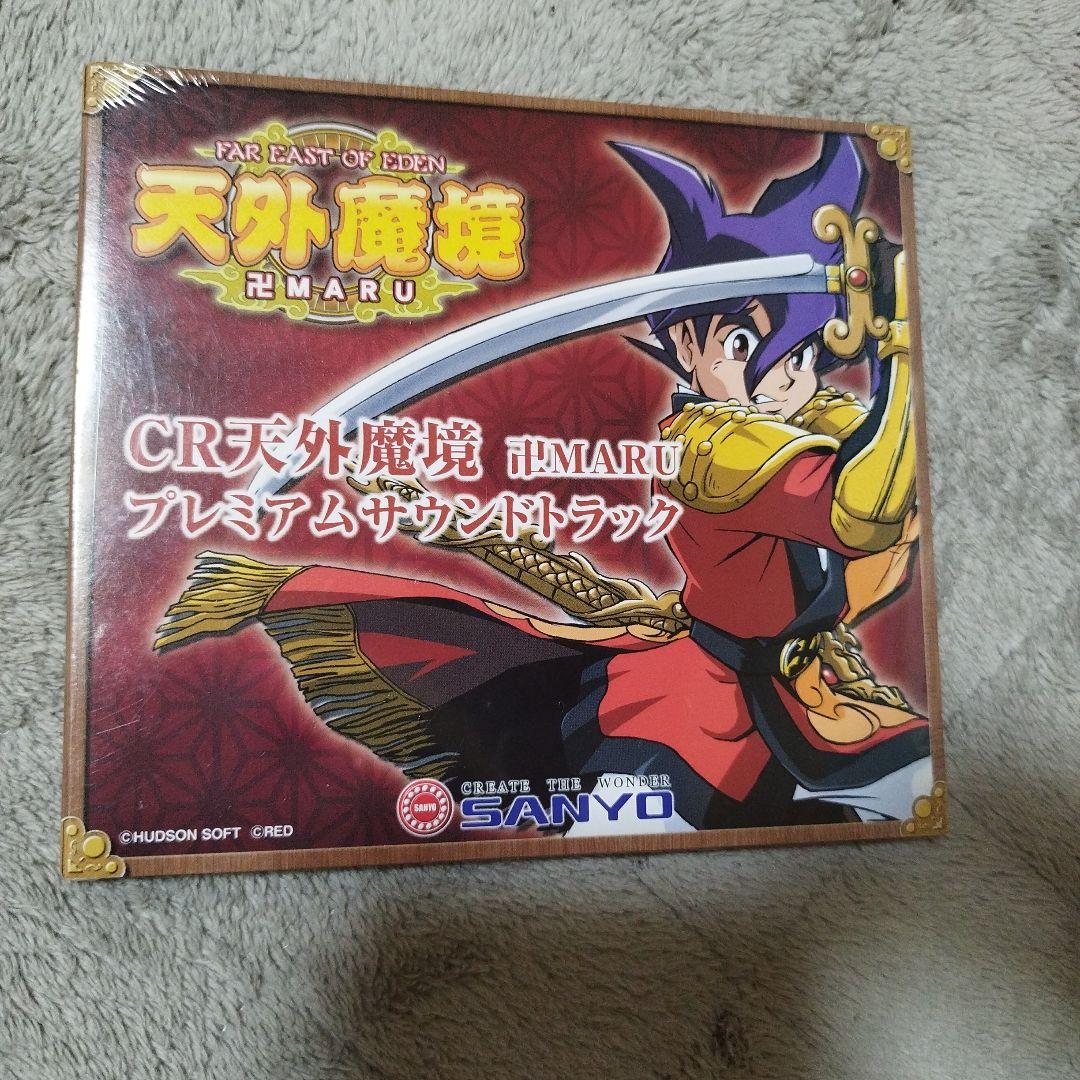 FAR EAST OF EDEN
天外魔境
卍MARU
CR天外魔境 卍MARU
プレミアムサウンドトラック
CREATE THE WONDER
SANYO
SANYO
©HUDSON SOFT ©RED